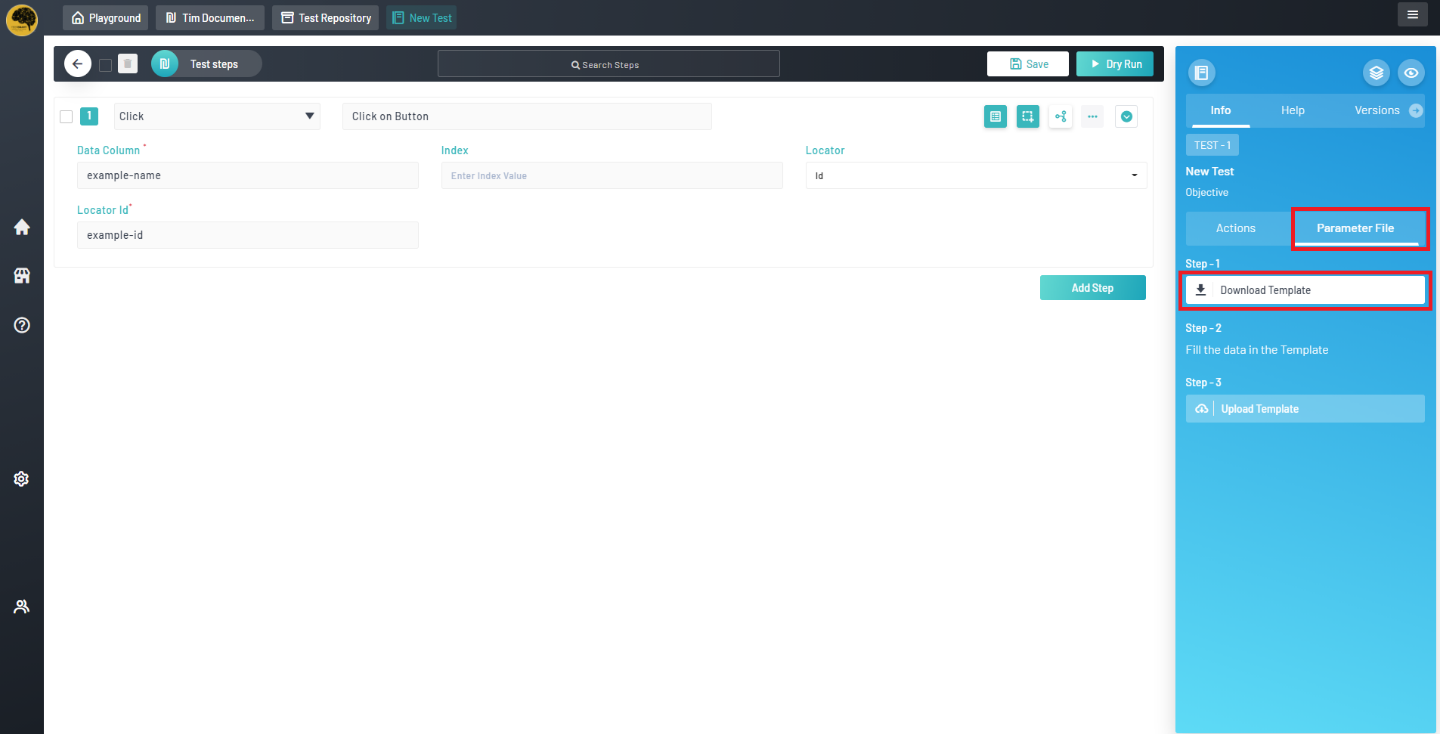 Playground
Tim Documen...
Test Repository
New Test
Test steps
Search Steps
Save
Dry Run
1
Click
Click on Button
Data Column *
Index
Locator
example-name
Enter Index Value
Id
Locator Id*
example-id
Add Step
Info
Help
Versions
TEST - 1
New Test
Objective
Actions
Parameter File
Step - 1
Download Template
Step - 2
Fill the data in the Template
Step - 3
Upload Template